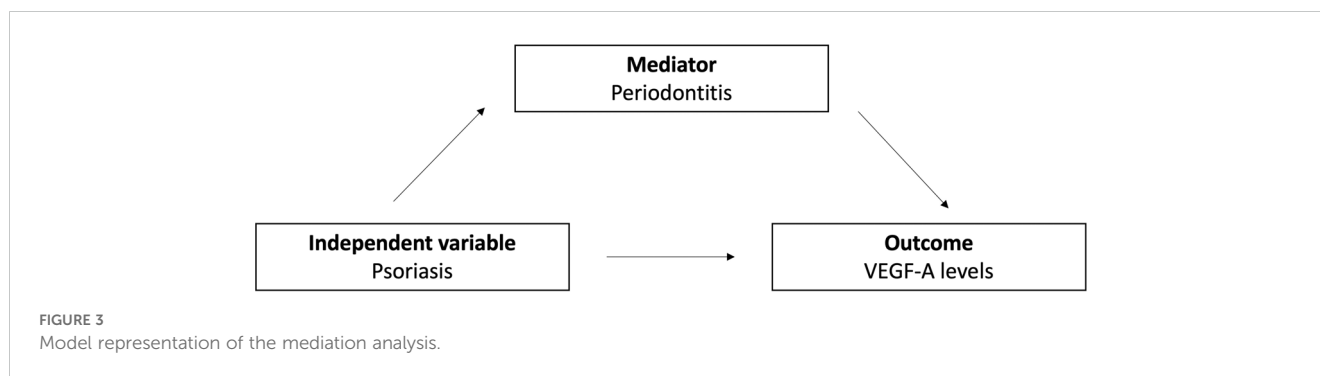 Mediator
Periodontitis
Independent variable
Psoriasis
Outcome
VEGF-A levels
FIGURE 3
Model representation of the mediation analysis.